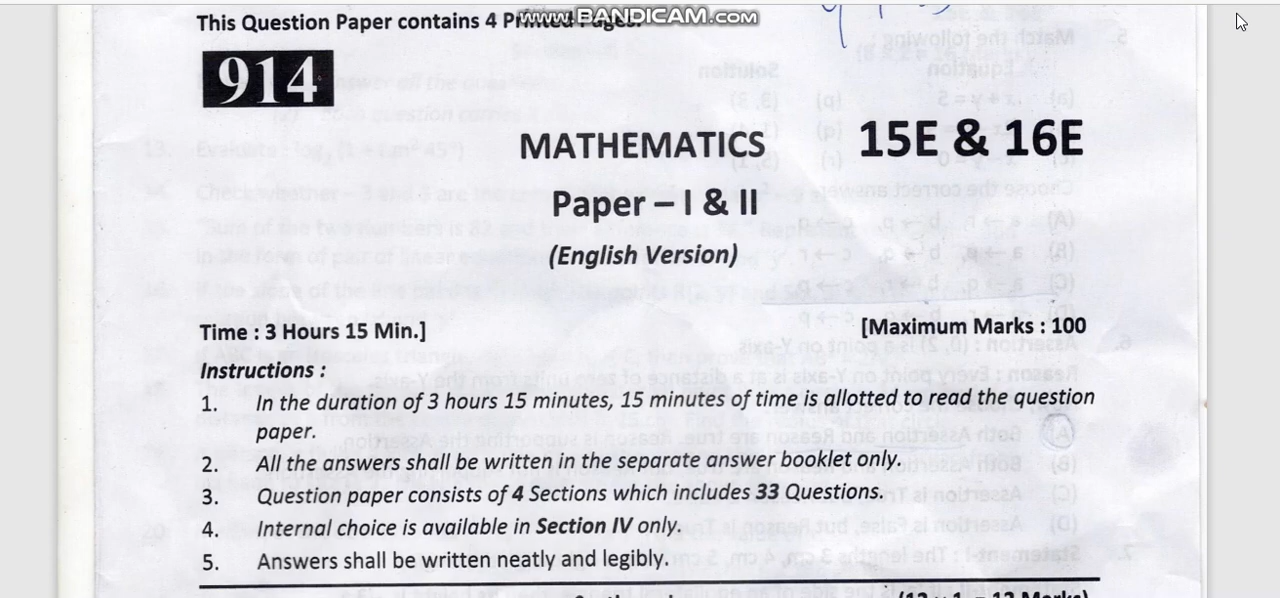 This Question Paper contains 4 Printed Pages.
www.BANDICAM.com
914
MATHEMATICS 15E & 16E
Paper – I & II
(English Version)
Time : 3 Hours 15 Min.] [Maximum Marks : 100
Instructions :
1. In the duration of 3 hours 15 minutes, 15 minutes of time is allotted to read the question
paper.
2. All the answers shall be written in the separate answer booklet only.
3. Question paper consists of 4 Sections which includes 33 Questions.
4. Internal choice is available in Section IV only.
5. Answers shall be written neatly and legibly.
(12 x 1 = 12 Marks)